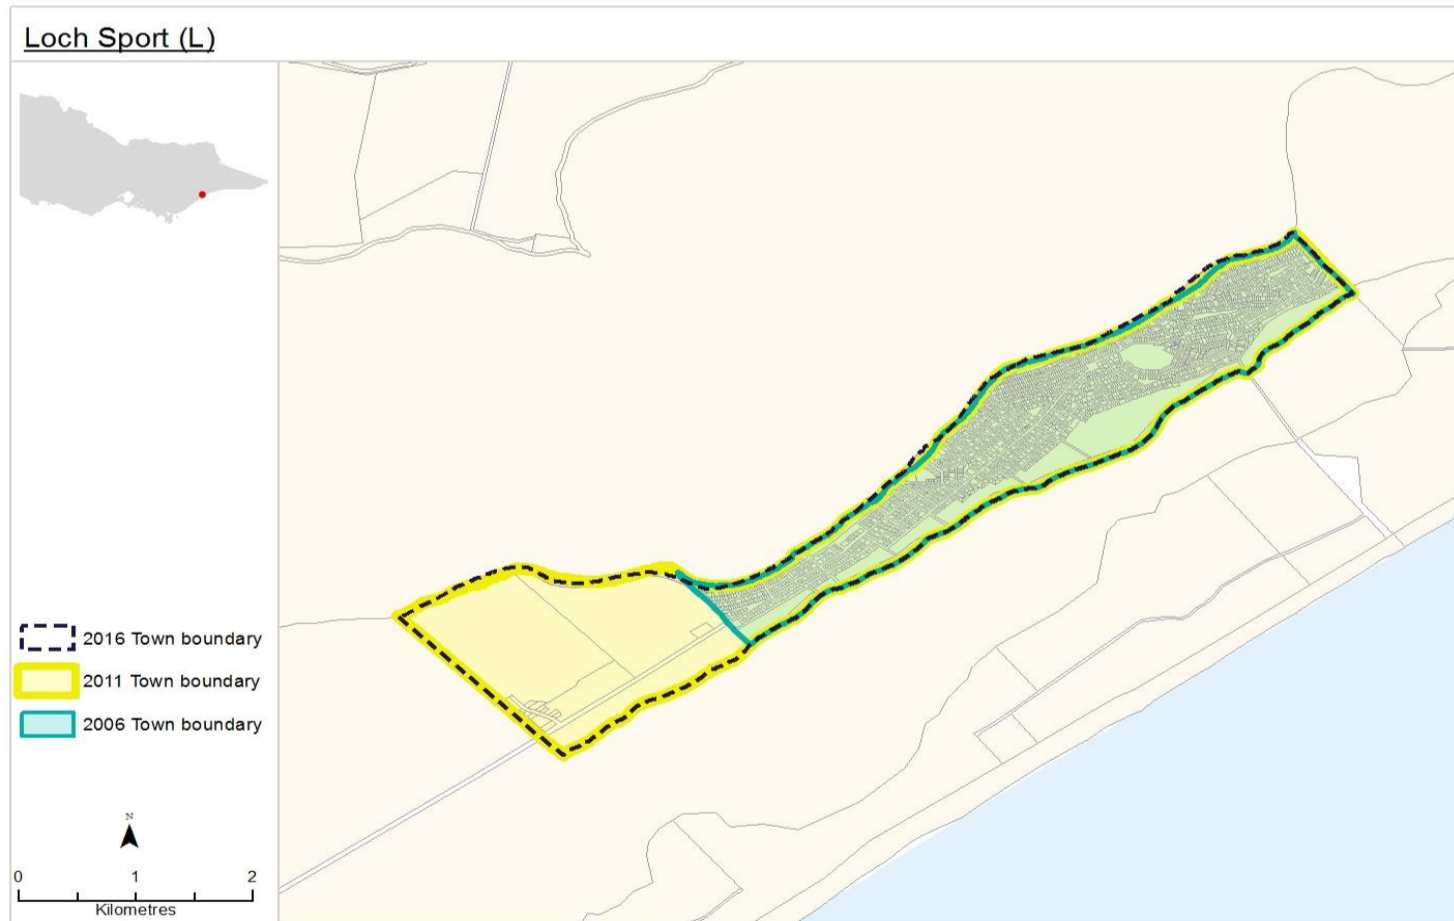 Loch Sport (L)
2016 Town boundary
2011 Town boundary
2006 Town boundary
N
0 1 2
Kilometres